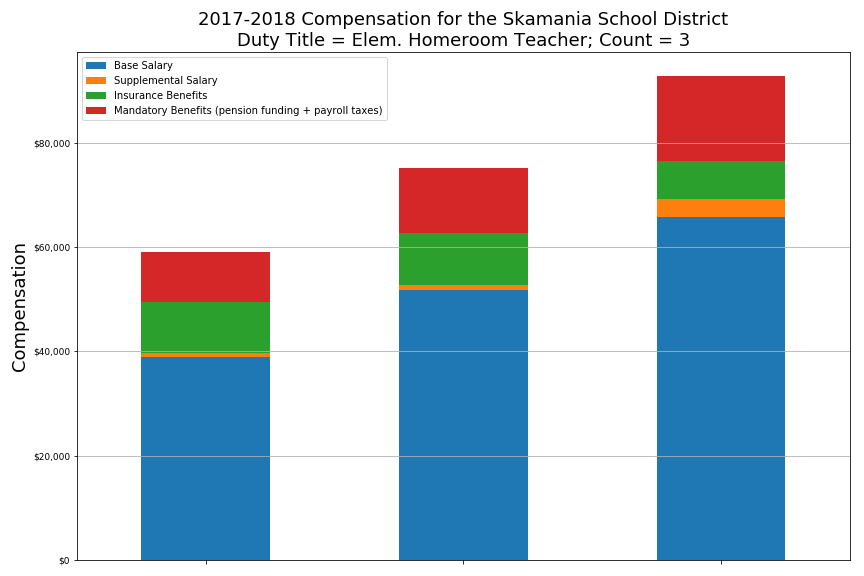 2017-2018 Compensation for the Skamania School District
Duty Title = Elem. Homeroom Teacher; Count = 3
Base Salary
Supplemental Salary
Insurance Benefits
Mandatory Benefits (pension funding + payroll taxes)
$80,000
$60,000
$40,000
$20,000
$0
Compensation